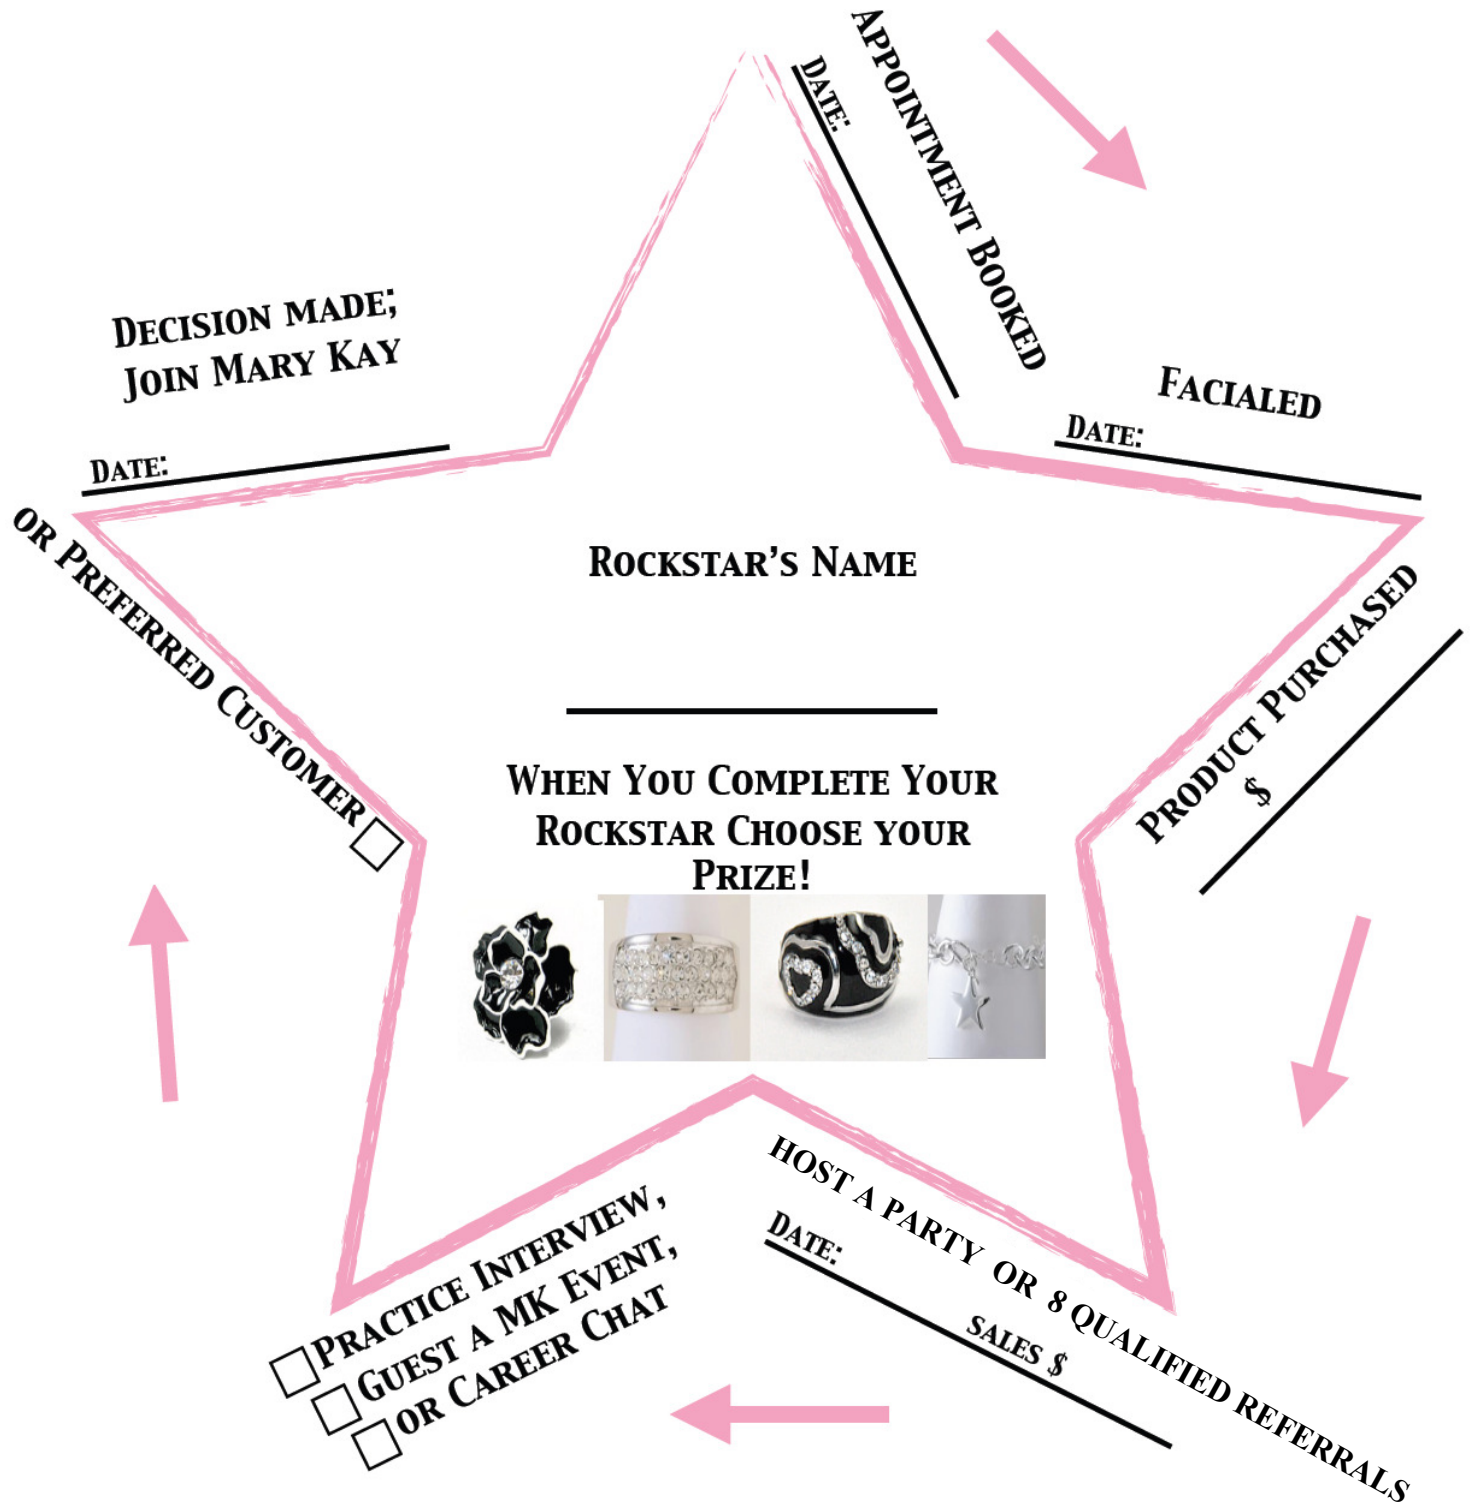 Appointment Booked
Date:
Facialed
Date:
Product Purchased
$
HOST A PARTY OR 8 QUALIFIED REFERRALS
Date:
SALES $
Practice Interview,
Guest a MK Event,
or Career Chat
or Preferred Customer
Decision made;
Join Mary Kay
Date:
Rockstar's Name
When You Complete Your
Rockstar Choose your
Prize!